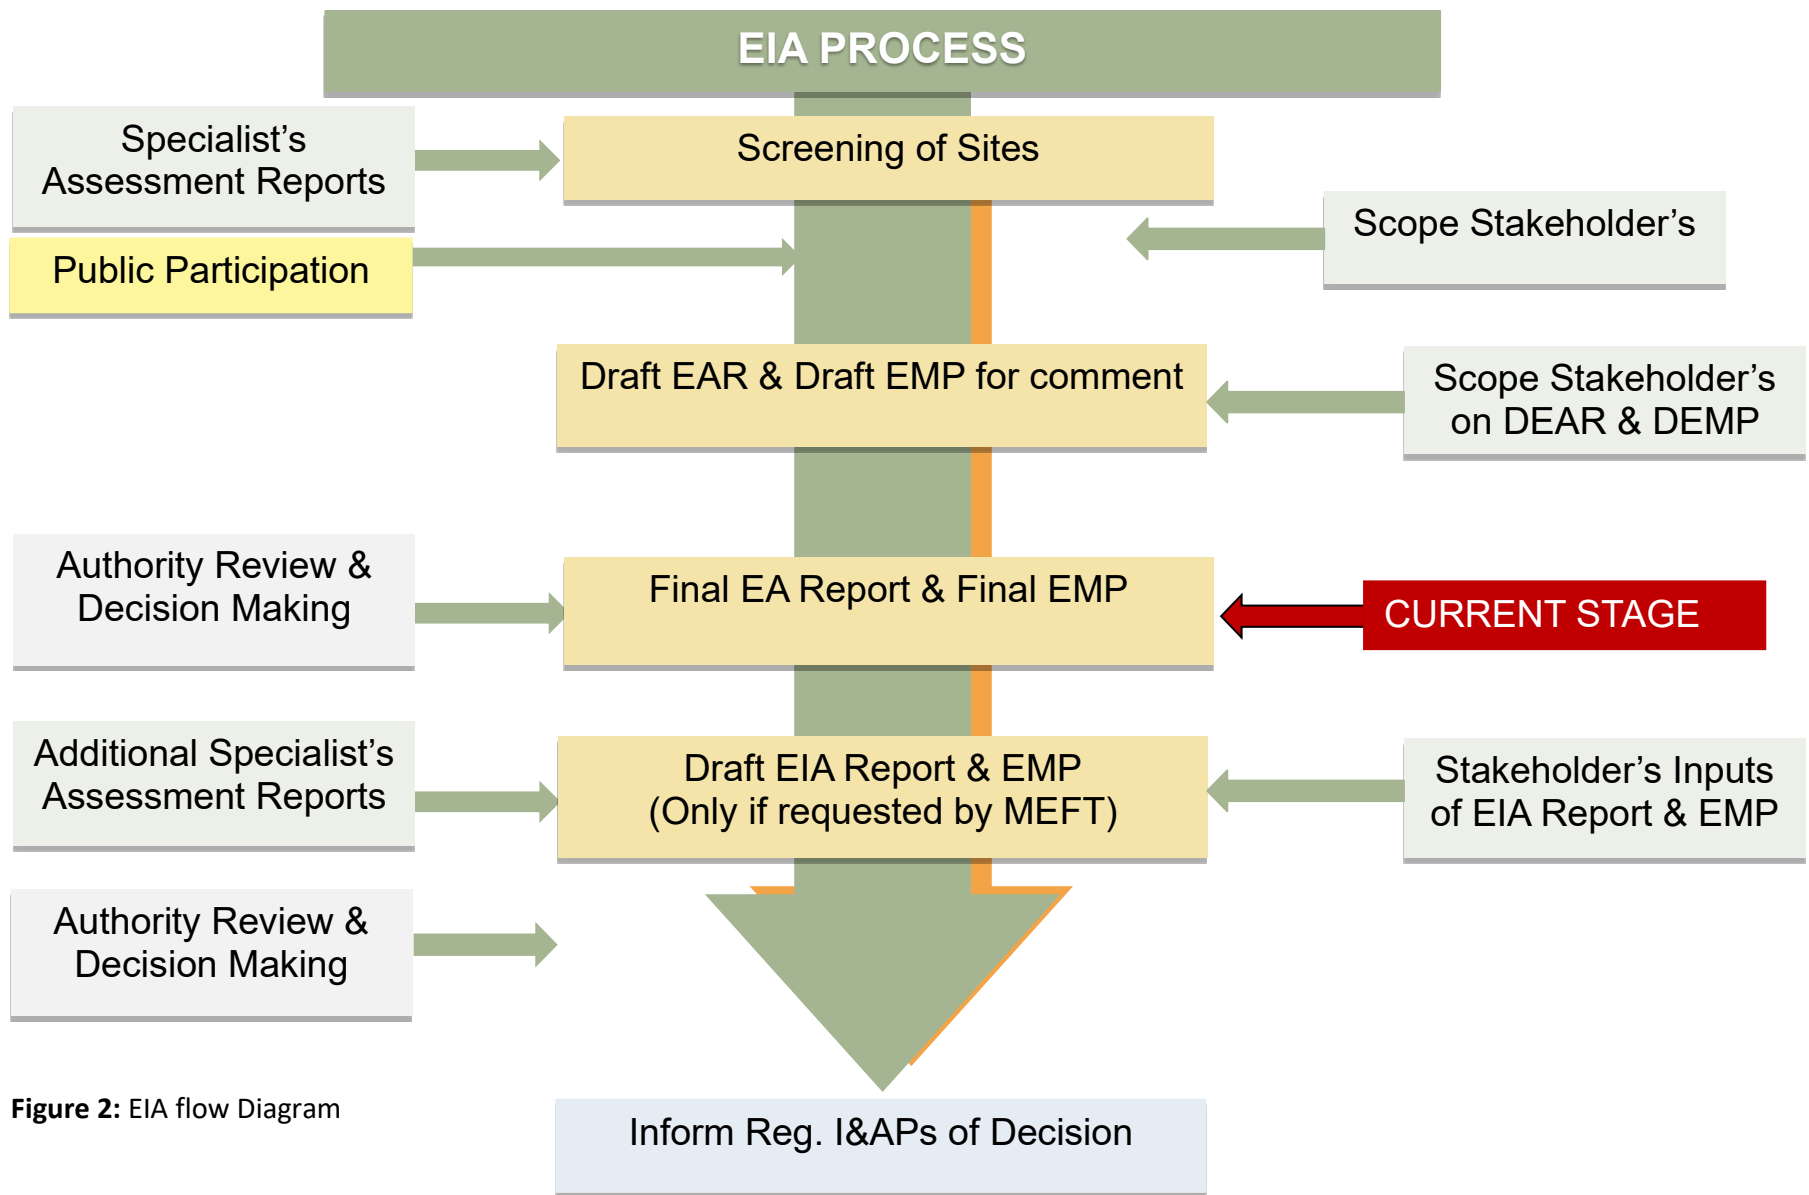 EIA PROCESS
Specialist's
Assessment Reports
Screening of Sites
Scope Stakeholder's
Public Participation
Draft EAR & Draft EMP for comment
Scope Stakeholder's
on DEAR & DEMP
Authority Review &
Decision Making
Final EA Report & Final EMP
CURRENT STAGE
Additional Specialist's
Assessment Reports
Draft EIA Report & EMP
(Only if requested by MEFT)
Stakeholder's Inputs
of EIA Report & EMP
Authority Review &
Decision Making
Figure 2: EIA flow Diagram
Inform Reg. I&APs of Decision